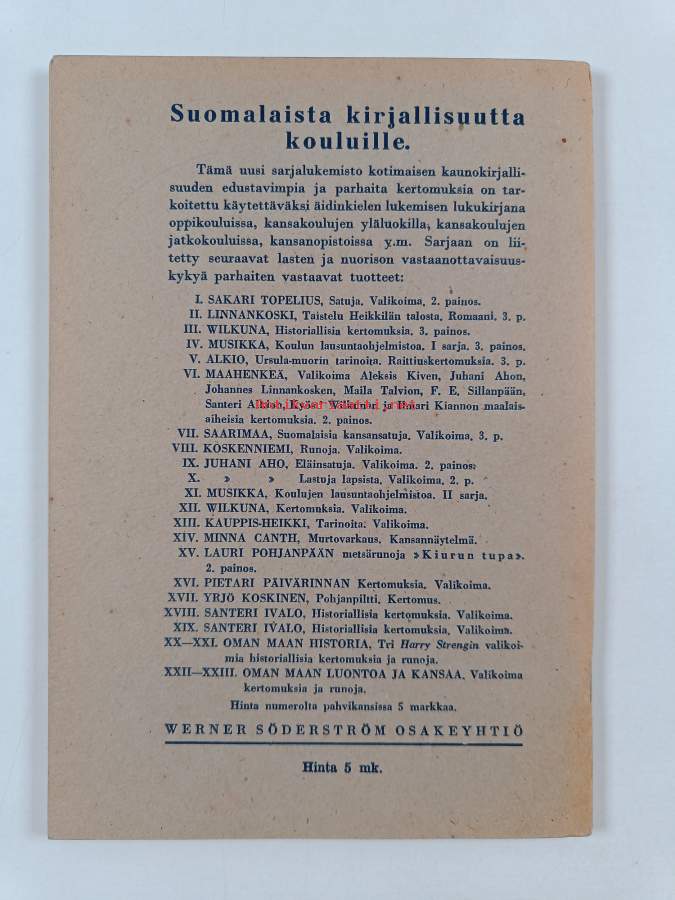 Suomalaista kirjallisuutta
kouluille.
Tämä uusi sarjalukemisto kotimaisen kaunokirjalli-
suuden edustavimpia ja parhaita kertomuksia on tar-
koitettu käytettäväksi äidinkielen lukemisen lukukirjana
oppikouluissa, kansakoulujen yläluokilla, kansakoulujen
jatkokouluissa, kansanopistoissa y.m. Sarjaan on lii-
tetty seuraavat lasten ja nuorison vastaanottavaisuus-
kykyä parhaiten vastaavat tuotteet:
I. SAKARI TOPELIUS, Satuja. Valikoima, 2. painos.
II. LINNANKOSKI, Taistelu Heikkilän talosta. Romaani. 3. p.
III. WILKUNA, Historiallisia kertomuksia. 3. painos.
IV. MUSIKKA, Koulun lausuntaohjelmistoa. I sarja. 3. painos.
V. ALKIO, Ursula-muorin tarinoita. Raittiuskertomuksia. 3. p.
VI. MAAHENKEÄ, Valikoima Aleksis Kiven, Juhani Ahon,
Johannes Linnankosken, Maila Talvion, F. E. Sillanpään,
Santeri Alkion, Kyösti Wilkunan ja Ilmari Kiannon maalais-
aiheisia kertomuksia. 2. painos.
VII. SAARIMAA, Suomalaisia kansansatuja. Valikoima. 3. p.
VIII. KOSKENNIEMI, Runoja. Valikoima.
IX. JUHANI AHO, Eläinsatuja. Valikoima. 2. painos.
X. » » Lastuja lapsista. Valikoima. 2. p.
XI. MUSIKKA, Koulujen lausuntaohjelmistoa. II sarja.
XII. WILKUNA, Kertomuksia. Valikoima.
XIII. KAUPPIS-HEIKKI, Tarinoita. Valikoima.
XIV. MINNA CANTH, Murtovarkaus. Kansannäytelmä.
XV. LAURI POHJANPÄÄN metsärunoja »Kiurun tupa».
2. painos.
XVI. PIETARI PÄIVÄRINNAN Kertomuksia. Valikoima.
XVII. YRJÖ KOSKINEN, Pohjanpiltti. Kertomus.
XVIII. SANTERI IVALO, Historiallisia kertomuksia. Valikoima.
XIX. SANTERI IVALO, Historiallisia kertomuksia. Valikoima.
XX—XXI. OMAN MAAN HISTORIA, Tri Harry Strengin valikoi-
mia historiallisia kertomuksia ja runoja.
XXII—XXIII. OMAN MAAN LUONTOA JA KANSAA. Valikoima
kertomuksia ja runoja.
Hinta numerolta pahvikansissa 5 markkaa.
WERNER SÖDERSTRÖM OSAKEYHTIÖ
Hinta 5 mk.